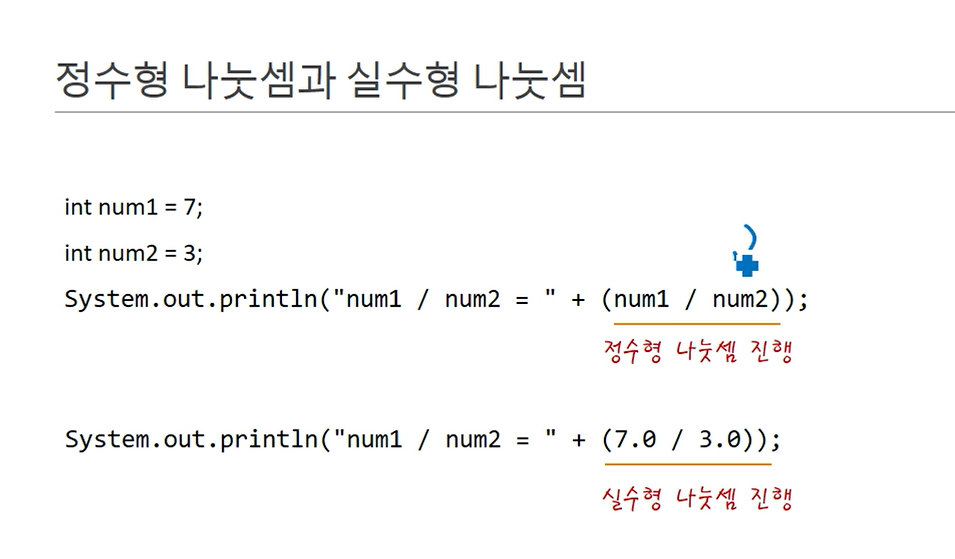 정수형 나눗셈과 실수형 나눗셈
int num1 = 7;
int num2 = 3;
System.out.println("num1 / num2 = " + (num1 / num2));
정수형 나눗셈 진행
System.out.println("num1 / num2 = " + (7.0 / 3.0));
실수형 나눗셈 진행